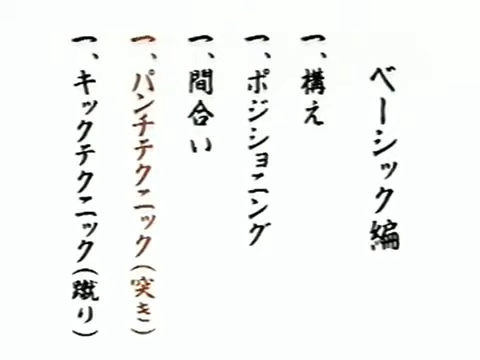 ベーシック編
一、構え
一、ポジショニング
一、間合い
一、パンチテクニック(突き)
一、キックテクニック(蹴り)